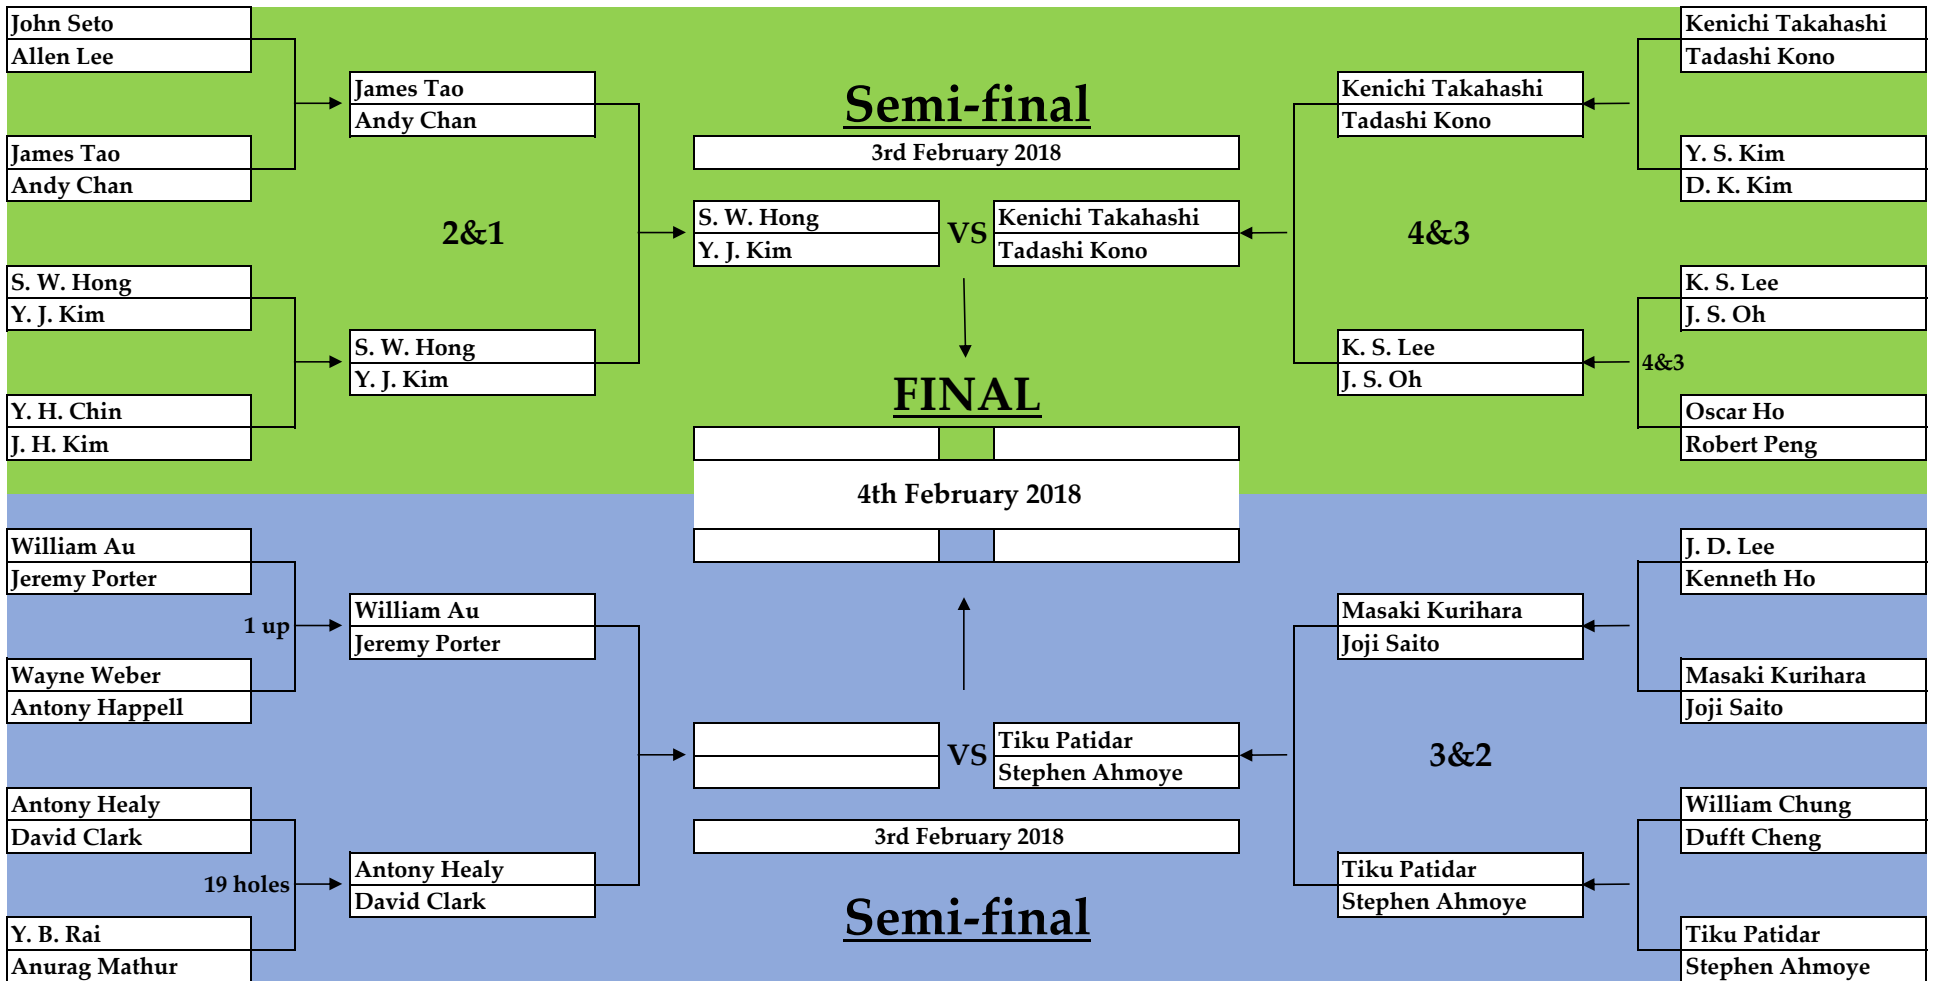 John Seto
Allen Lee
James Tao
Andy Chan
S. W. Hong
Y. J. Kim
Y. H. Chin
J. H. Kim
James Tao
Andy Chan
2&1
S. W. Hong
Y. J. Kim
Semi-final
3rd February 2018
S. W. Hong
Y. J. Kim
VS
Kenichi Takahashi
Tadashi Kono
Kenichi Takahashi
Tadashi Kono
4&3
K. S. Lee
J. S. Oh
Kenichi Takahashi
Tadashi Kono
Y. S. Kim
D. K. Kim
K. S. Lee
J. S. Oh
4&3
Oscar Ho
Robert Peng
FINAL
4th February 2018
William Au
Jeremy Porter
1 up
Wayne Weber
Antony Happell
Antony Healy
David Clark
19 holes
Y. B. Rai
Anurag Mathur
William Au
Jeremy Porter
Antony Healy
David Clark
VS
Tiku Patidar
Stephen Ahmoye
3rd February 2018
Semi-final
Masaki Kurihara
Joji Saito
3&2
Tiku Patidar
Stephen Ahmoye
J. D. Lee
Kenneth Ho
Masaki Kurihara
Joji Saito
William Chung
Dufft Cheng
Tiku Patidar
Stephen Ahmoye